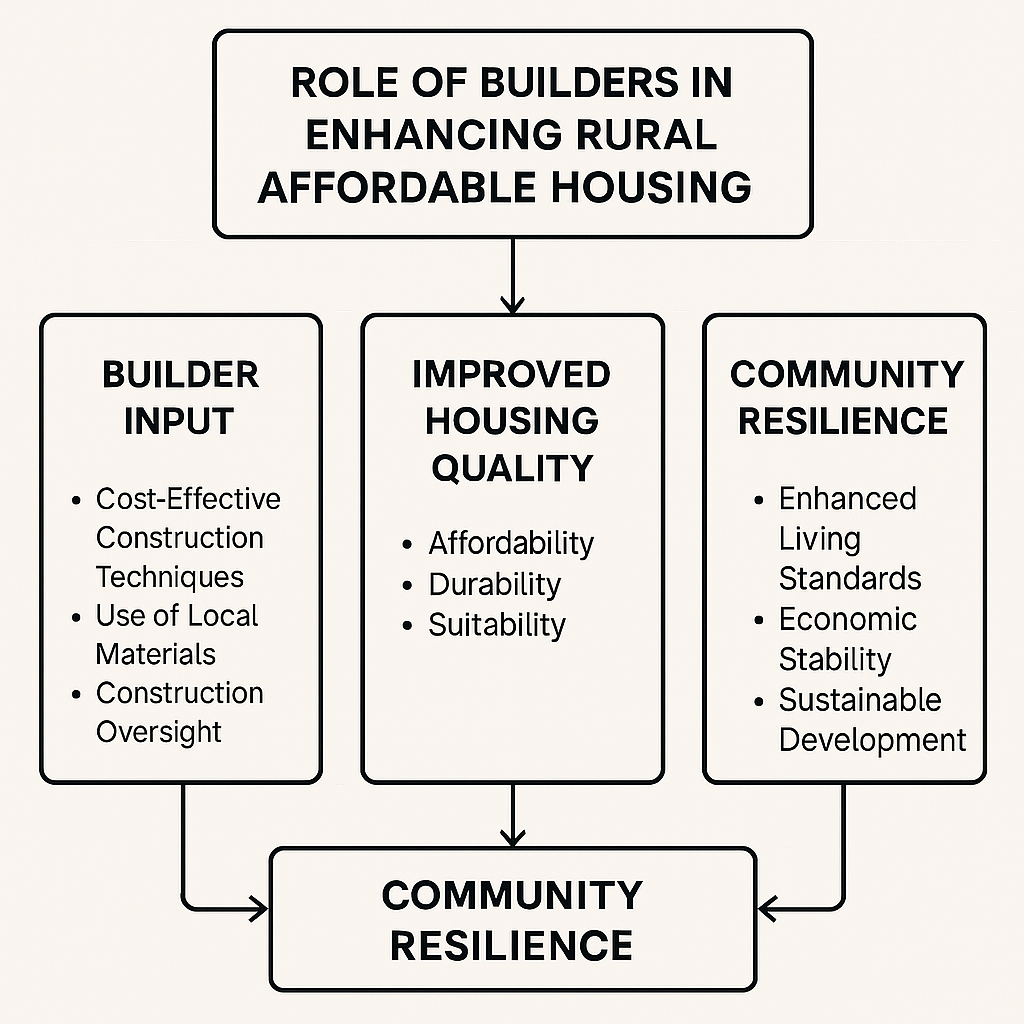 ROLE OF BUILDERS IN
ENHANCING RURAL
AFFORDABLE HOUSING
BUILDER
INPUT
• Cost-Effective
Construction
Techniques
• Use of Local
Materials
• Construction
Oversight
IMPROVED
HOUSING
QUALITY
• Affordability
• Durability
• Suitability
COMMUNITY
RESILIENCE
• Enhanced
Living
Standards
• Economic
Stability
• Sustainable
Development
COMMUNITY
RESILIENCE